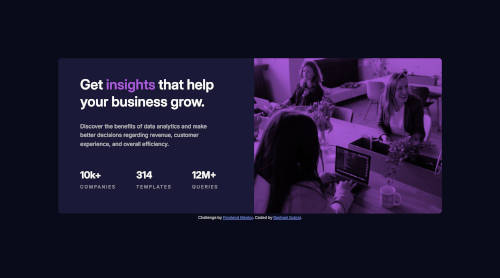 Get insights that help
your business grow.
Discover the benefits of data analytics and make
better decisions regarding revenue, customer
experience, and overall efficiency.
10k+ 314 12M+
COMPANIES TEMPLATES QUERIES
Challenge by Frontend Mentor. Coded by